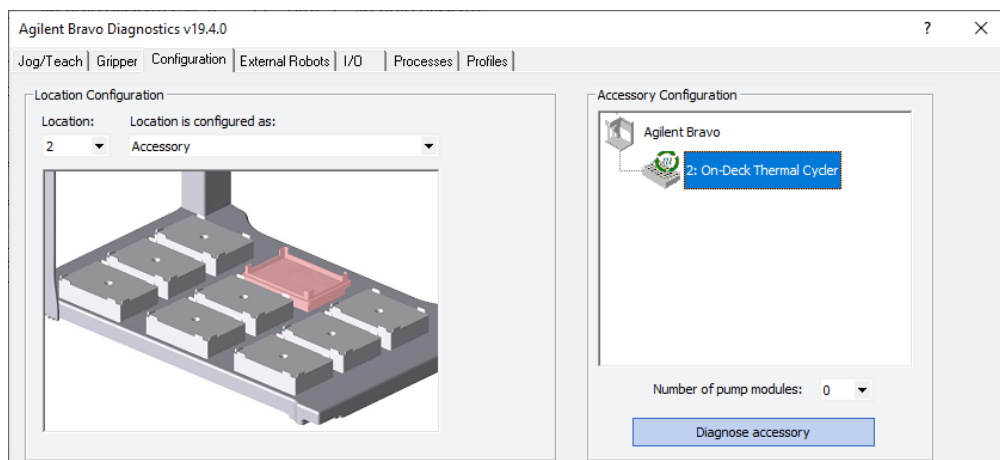 Agilent Bravo Diagnostics v19.4.0
?
Jog/Teach Gripper Configuration External Robots I/O Processes Profiles
Location Configuration
Location: Location is configured as:
2 Accessory
Accessory Configuration
Agilent Bravo
2: On-Deck Thermal Cycler
Number of pump modules: 0
Diagnose accessory